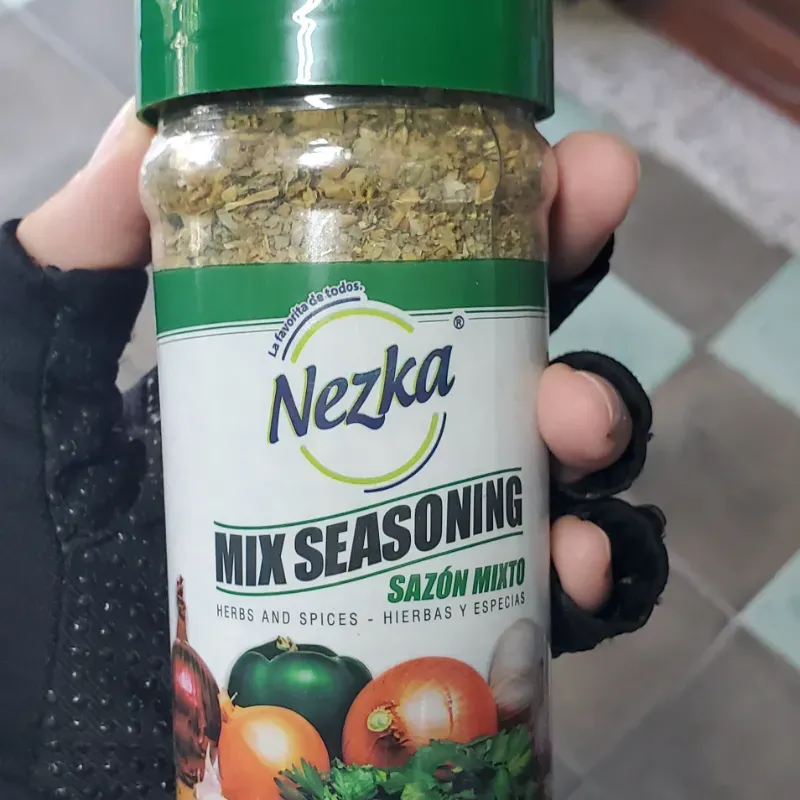 La favorita de todos.
Nezka®
MIX SEASONING
SAZÓN MIXTO
HERBS AND SPICES - HIERBAS Y ESPECIAS